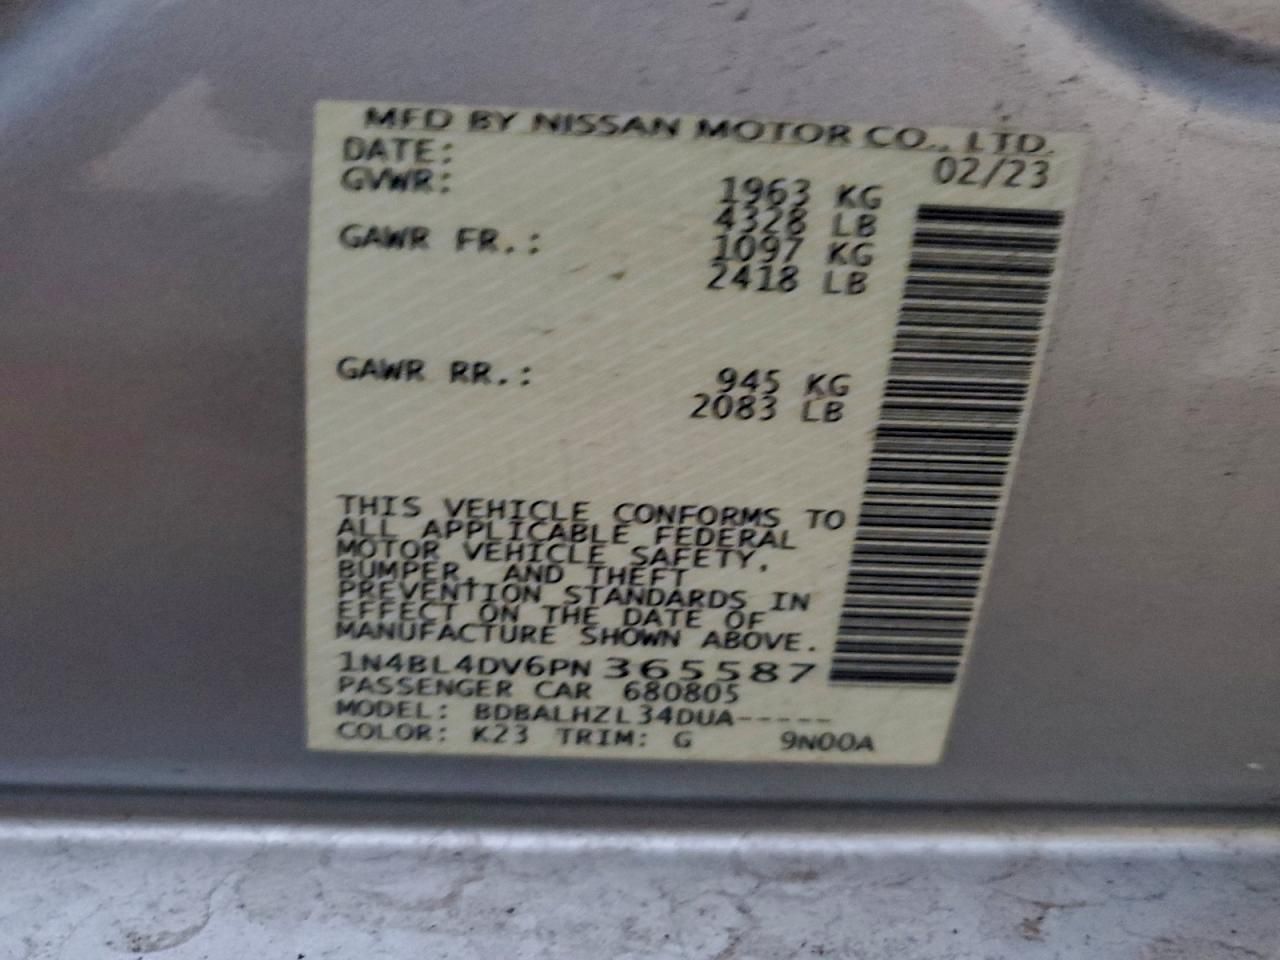 MFD BY NISSAN MOTOR CO., LTD.
DATE: 02/23
GVWR: 1963 KG
4328 LB
GAWR FR.: 1097 KG
2418 LB
GAWR RR.: 945 KG
2083 LB
THIS VEHICLE CONFORMS TO
ALL APPLICABLE FEDERAL
MOTOR VEHICLE SAFETY,
BUMPER, AND THEFT
PREVENTION STANDARDS IN
EFFECT ON THE DATE OF
MANUFACTURE SHOWN ABOVE.
1N4BL4DV6PN365587
PASSENGER CAR 680805
MODEL: BDBALHZL34DUA-----
COLOR: K23 TRIM: G 9N00A